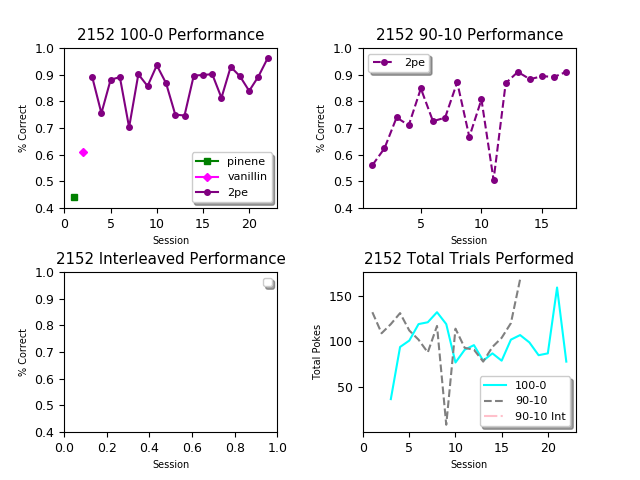 2152 100-0 Performance
% Correct
1.0
0.9
0.8
0.7
0.6
0.5
0.4
0
5
10
15
20
Session
pinene
vanillin
2pe
2152 90-10 Performance
% Correct
1.0
0.9
0.8
0.7
0.6
0.5
0.4
5
10
15
Session
2pe
2152 Interleaved Performance
% Correct
1.0
0.9
0.8
0.7
0.6
0.5
0.4
0.0
0.2
0.4
0.6
0.8
1.0
Session
2152 Total Trials Performed
Total Pokes
150
100
50
0
5
10
15
20
Session
100-0
90-10
90-10 Int